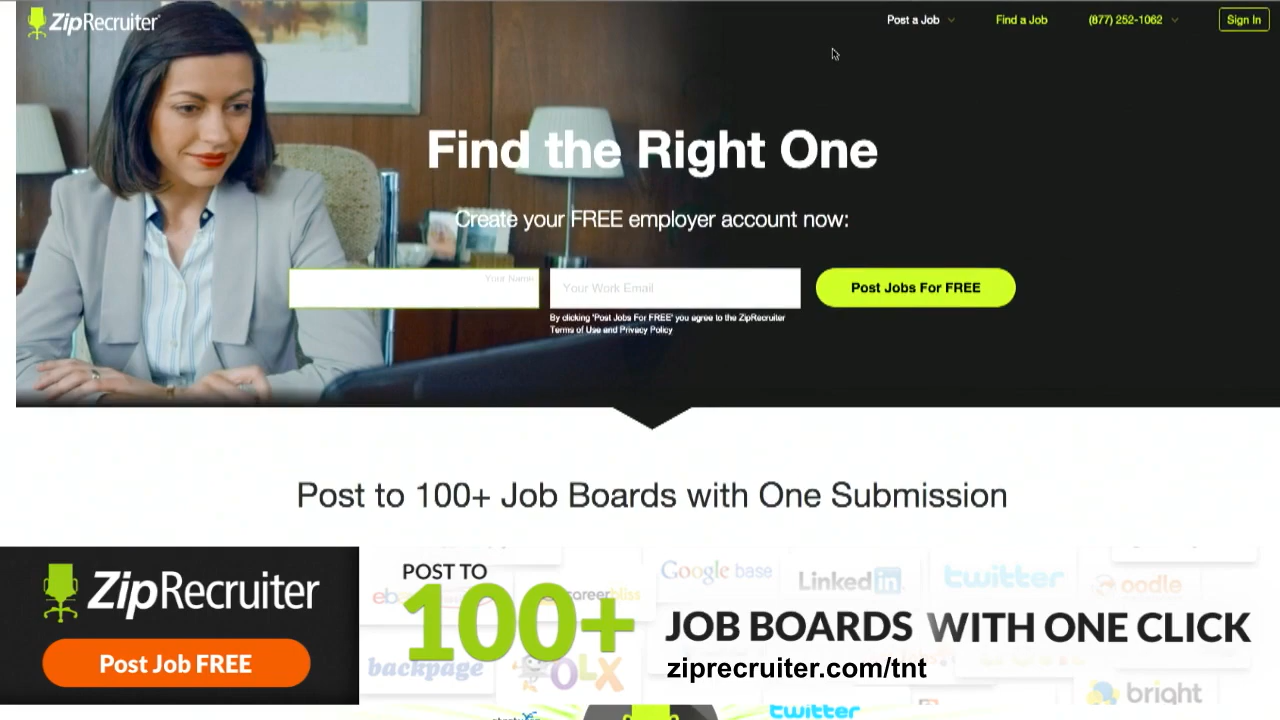 ZipRecruiter
Post a Job
Find a Job
(877) 252-1062
Sign In
Find the Right One
Create your FREE employer account now:
Your Name
Your Work Email
Post Jobs For FREE
By clicking 'Post Jobs For FREE' you agree to the ZipRecruiter
Terms of Use and Privacy Policy
Post to 100+ Job Boards with One Submission
ZipRecruiter
Post Job FREE
POST TO
100+
JOB BOARDS WITH ONE CLICK
ziprecruiter.com/tnt
Google base
LinkedIn
twitter
oodle
careerbliss
backpage
OLX
bright
twitter